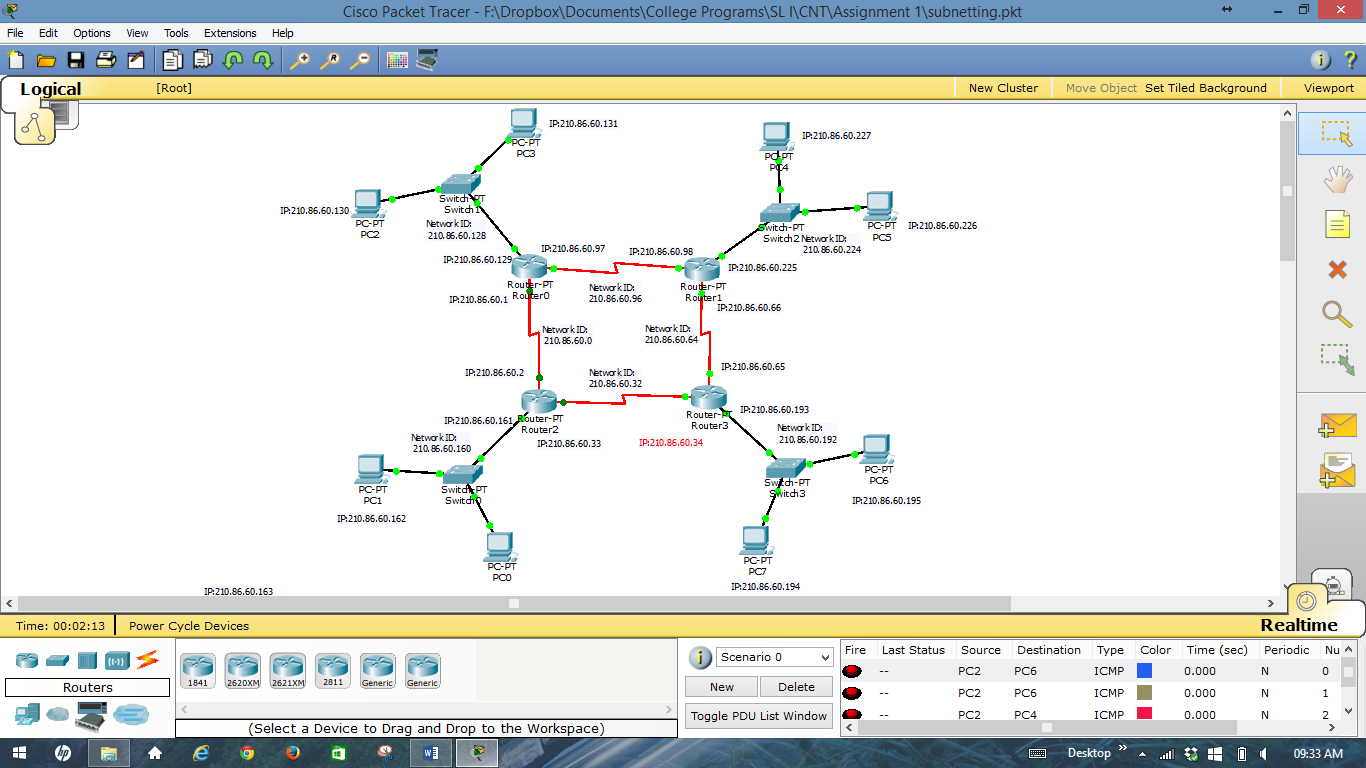 Cisco Packet Tracer - F:\Dropbox\Documents\College Programs\SL I\CNT\Assignment 1\subnetting.pkt
File Edit Options View Tools Extensions Help
Logical
[Root]
New Cluster
Move Object
Set Tiled Background
Viewport
PC-PT
PC3
IP:210.86.60.131
PC-PT
PC4
IP:210.86.60.227
PC-PT
PC2
IP:210.86.60.130
Switch-PT
Switch1
Network ID:
210.86.60.128
Switch-PT
Switch2
Network ID:
210.86.60.224
PC-PT
PC5
IP:210.86.60.226
IP:210.86.60.129
IP:210.86.60.97
IP:210.86.60.98
IP:210.86.60.225
Router-PT
Router0
Network ID:
210.86.60.96
Router-PT
Router1
IP:210.86.60.1
IP:210.86.60.66
Network ID:
210.86.60.0
Network ID:
210.86.60.64
IP:210.86.60.2
Network ID:
210.86.60.32
IP:210.86.60.65
Router-PT
Router2
IP:210.86.60.161
IP:210.86.60.33
IP:210.86.60.34
Router-PT
Router3
IP:210.86.60.193
Network ID:
210.86.60.160
Network ID:
210.86.60.192
PC-PT
PC1
IP:210.86.60.162
Switch-PT
Switch0
Switch-PT
Switch3
PC-PT
PC6
IP:210.86.60.195
PC-PT
PC0
PC-PT
PC7
IP:210.86.60.194
IP:210.86.60.163
Time: 00:02:13
Power Cycle Devices
Realtime
Routers
1841
2620XM
2621XM
2811
Generic
Generic
(Select a Device to Drag and Drop to the Workspace)
Scenario 0
New
Delete
Toggle PDU List Window
Fire Last Status Source Destination Type Color Time (sec) Periodic Nu
-- PC2 PC6 ICMP 0.000 N 0
-- PC2 PC6 ICMP 0.000 N 1
-- PC2 PC4 ICMP 0.000 N 2
Desktop
09:33 AM